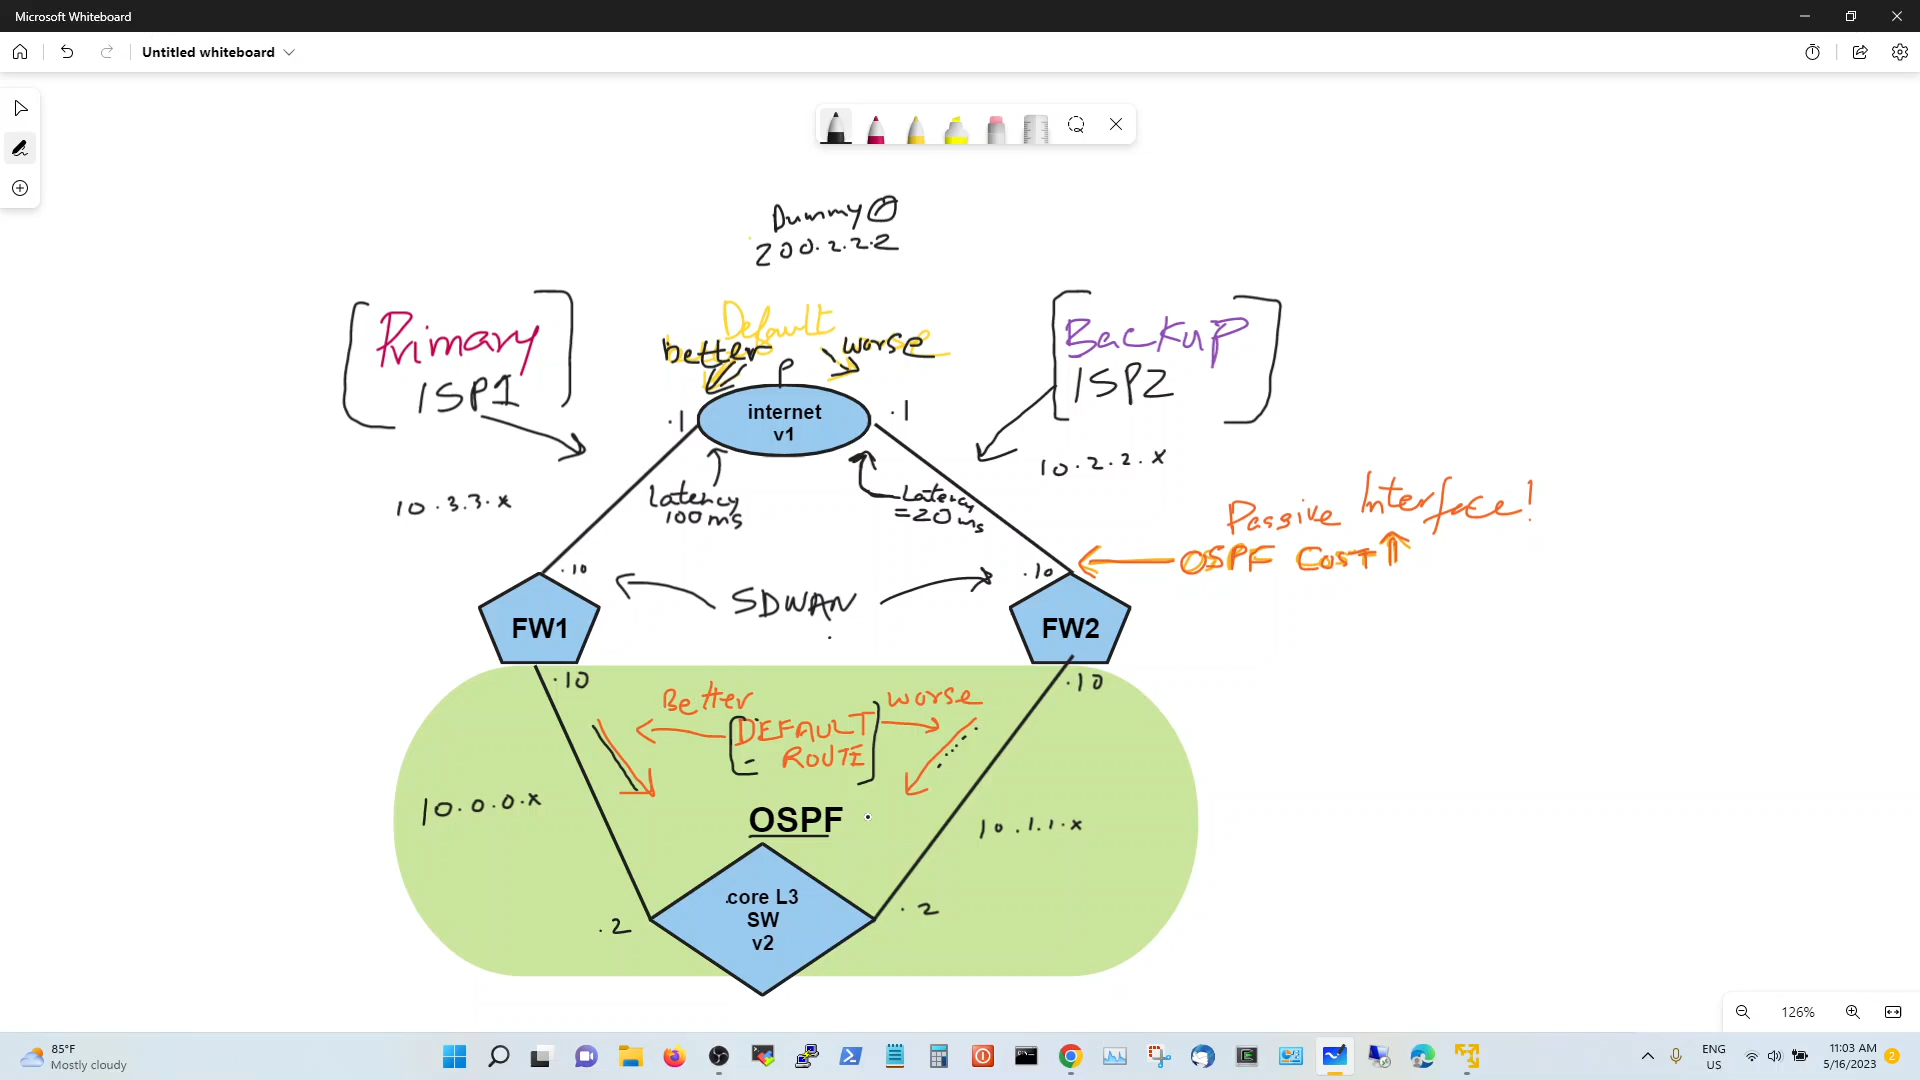 Microsoft Whiteboard
Untitled whiteboard
Dummy
200.2.2.2
Primary
ISP1
Default
better
worse
Backup
ISP2
internet
v1
.1
.1
10.3.3.x
10.2.2.x
latency
100ms
Latency
=20ms
Passive Interface!
OSPF Cost
.10
.10
SDWAN
FW1
FW2
.10
.10
Better
worse
DEFAULT
ROUTE
10.0.0.x
10.1.1.x
OSPF
core L3
SW
v2
.2
.2
126%
85°F
Mostly cloudy
ENG
US
11:03 AM
5/16/2023
2